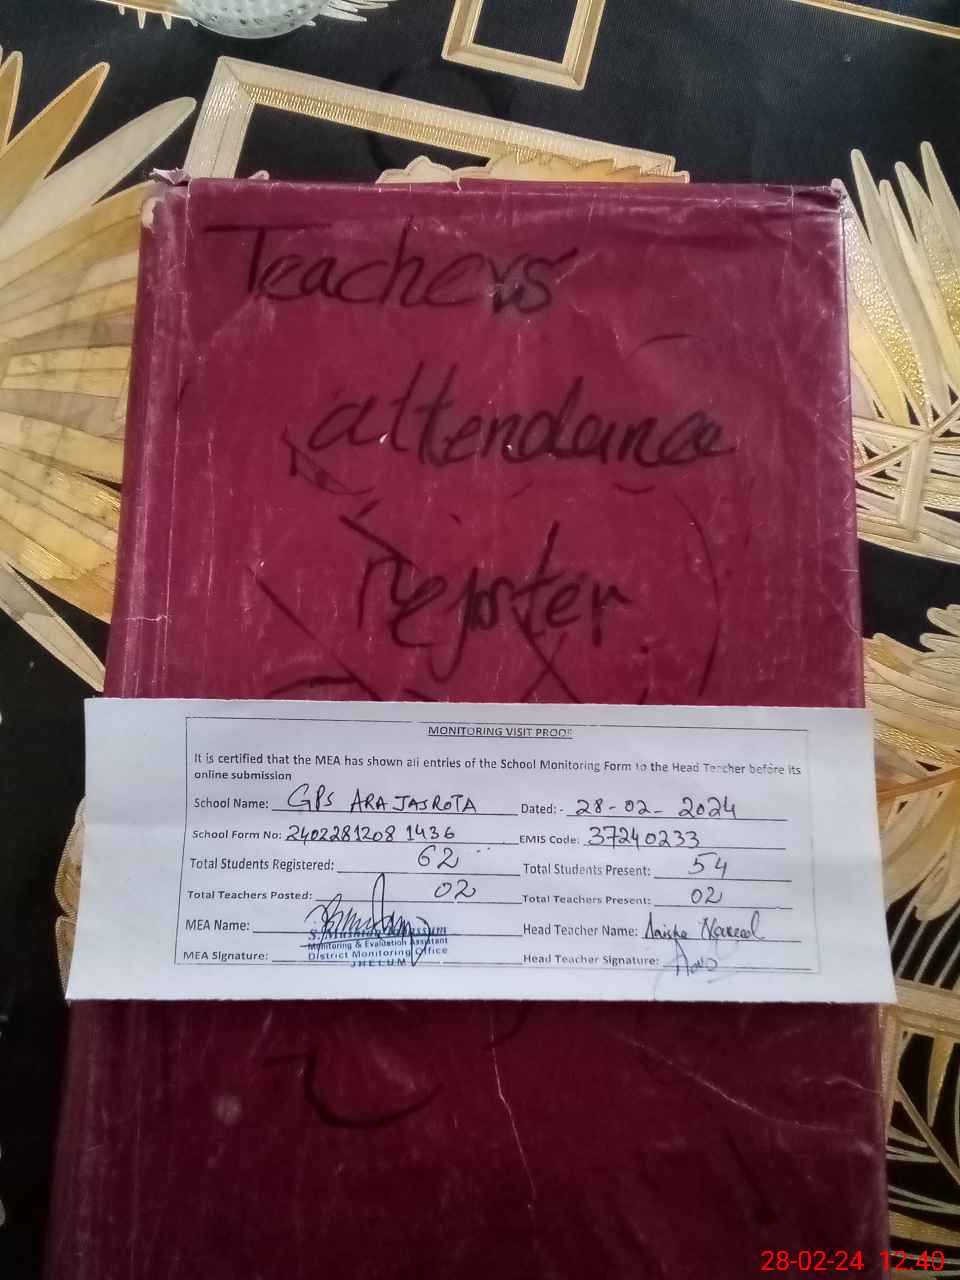 Teachers
attendance
regster
MONITORING VISIT PROOF
It is certified that the MEA has shown all entries of the School Monitoring Form to the Head Teacher before its
online submission
School Name: GPS ARA JASROTA Dated: - 28-02-2024
School Form No: 2402281208 1436 EMIS Code: 37240233
Total Students Registered: 62 Total Students Present: 54
Total Teachers Posted: 02 Total Teachers Present: 02
MEA Name: Head Teacher Name:
Monitoring & Evaluation Assistant
District Monitoring Office
JHELUM
MEA Signature: Head Teacher Signature:
28-02-24 12.40